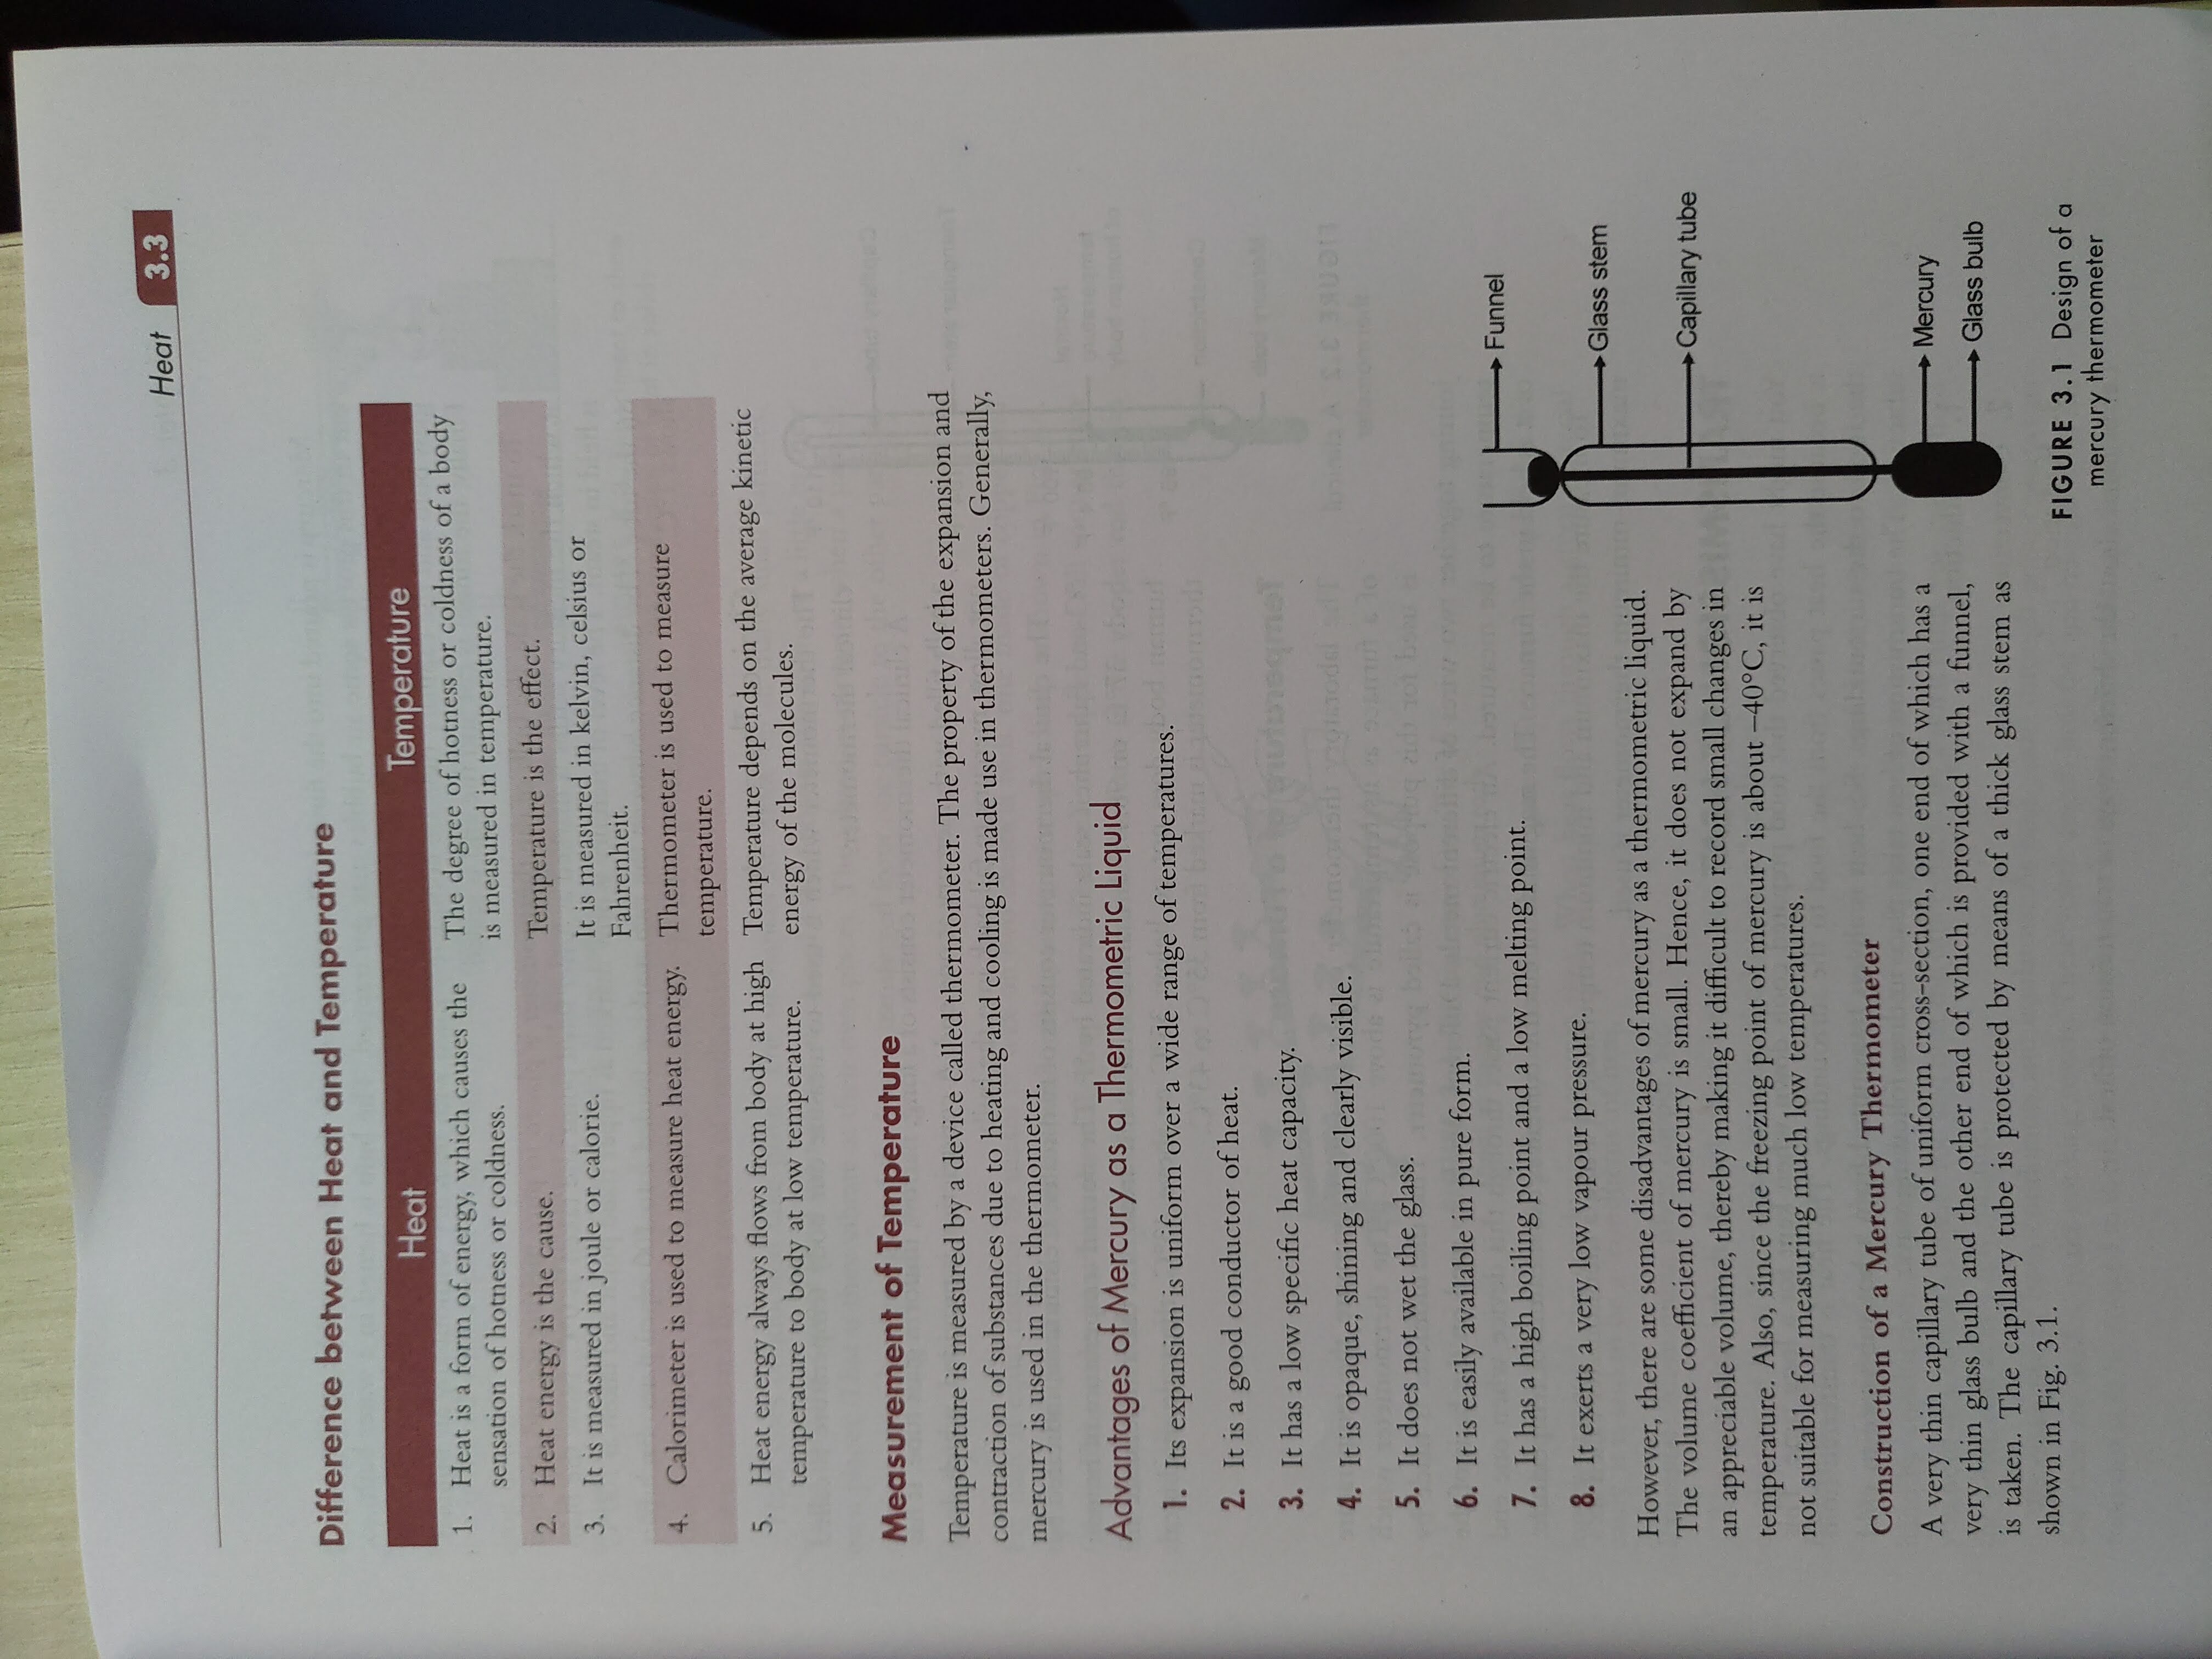 Heat 3.3
Difference between Heat and Temperature
Heat Temperature
1. Heat is a form of energy, which causes the
sensation of hotness or coldness.
The degree of hotness or coldness of a body
is measured in temperature.
2. Heat energy is the cause.
Temperature is the effect.
3. It is measured in joule or calorie.
It is measured in kelvin, celsius or
Fahrenheit.
4. Calorimeter is used to measure heat energy.
Thermometer is used to measure
temperature.
5. Heat energy always flows from body at high
temperature to body at low temperature.
Temperature depends on the average kinetic
energy of the molecules.
Measurement of Temperature
Temperature is measured by a device called thermometer. The property of the expansion and
contraction of substances due to heating and cooling is made use in thermometers. Generally,
mercury is used in the thermometer.
Advantages of Mercury as a Thermometric Liquid
1. Its expansion is uniform over a wide range of temperatures.
2. It is a good conductor of heat.
3. It has a low specific heat capacity.
4. It is opaque, shining and clearly visible.
5. It does not wet the glass.
6. It is easily available in pure form.
7. It has a high boiling point and a low melting point.
8. It exerts a very low vapour pressure.
However, there are some disadvantages of mercury as a thermometric liquid.
The volume coefficient of mercury is small. Hence, it does not expand by
an appreciable volume, thereby making it difficult to record small changes in
temperature. Also, since the freezing point of mercury is about –40°C, it is
not suitable for measuring much low temperatures.
Construction of a Mercury Thermometer
A very thin capillary tube of uniform cross-section, one end of which has a
very thin glass bulb and the other end of which is provided with a funnel,
is taken. The capillary tube is protected by means of a thick glass stem as
shown in Fig. 3.1.
Funnel
Glass stem
Capillary tube
Mercury
Glass bulb
FIGURE 3.1 Design of a
mercury thermometer